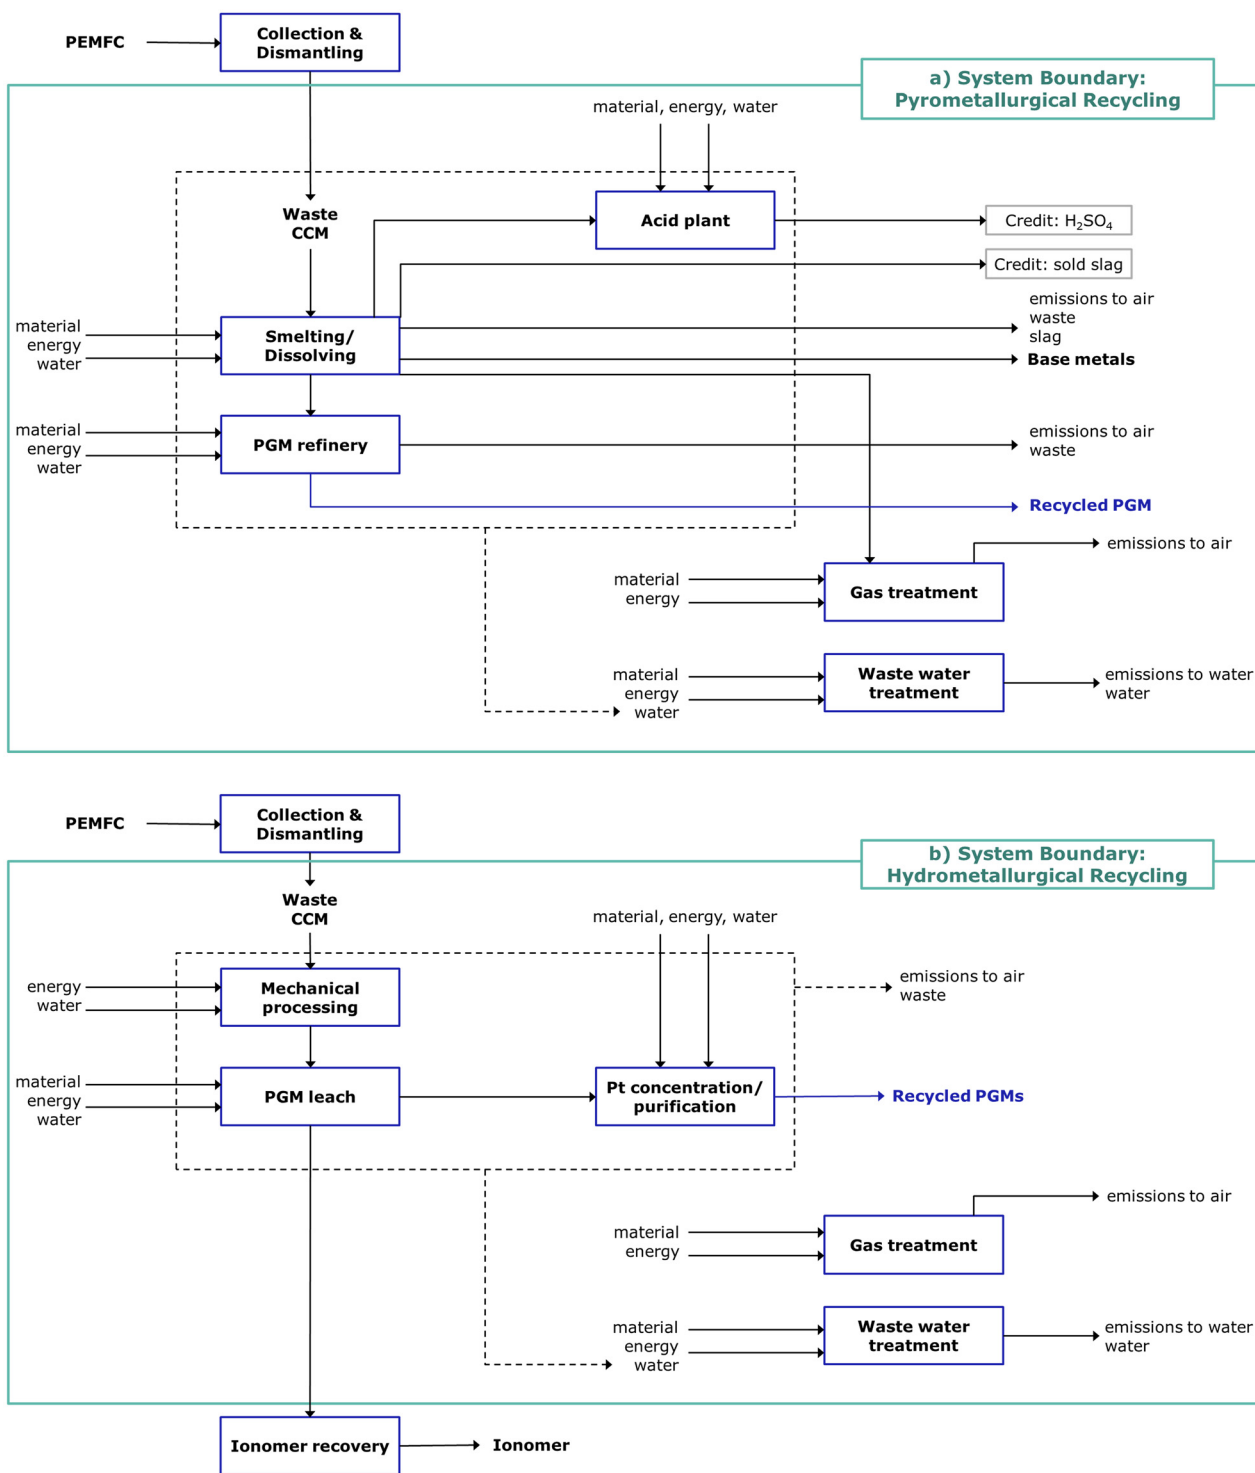 PEMFC
Collection &
Dismantling
a) System Boundary:
Pyrometallurgical Recycling
material, energy, water
Waste
CCM
Acid plant
Credit: H₂SO₄
Credit: sold slag
material
energy
water
Smelting/
Dissolving
emissions to air
waste
slag
Base metals
material
energy
water
PGM refinery
emissions to air
waste
Recycled PGM
emissions to air
material
energy
Gas treatment
material
energy
water
Waste water
treatment
emissions to water
water
PEMFC
Collection &
Dismantling
b) System Boundary:
Hydrometallurgical Recycling
Waste
CCM
material, energy, water
energy
water
Mechanical
processing
emissions to air
waste
material
energy
water
PGM leach
Pt concentration/
purification
Recycled PGMs
emissions to air
material
energy
Gas treatment
material
energy
water
Waste water
treatment
emissions to water
water
Ionomer recovery
Ionomer